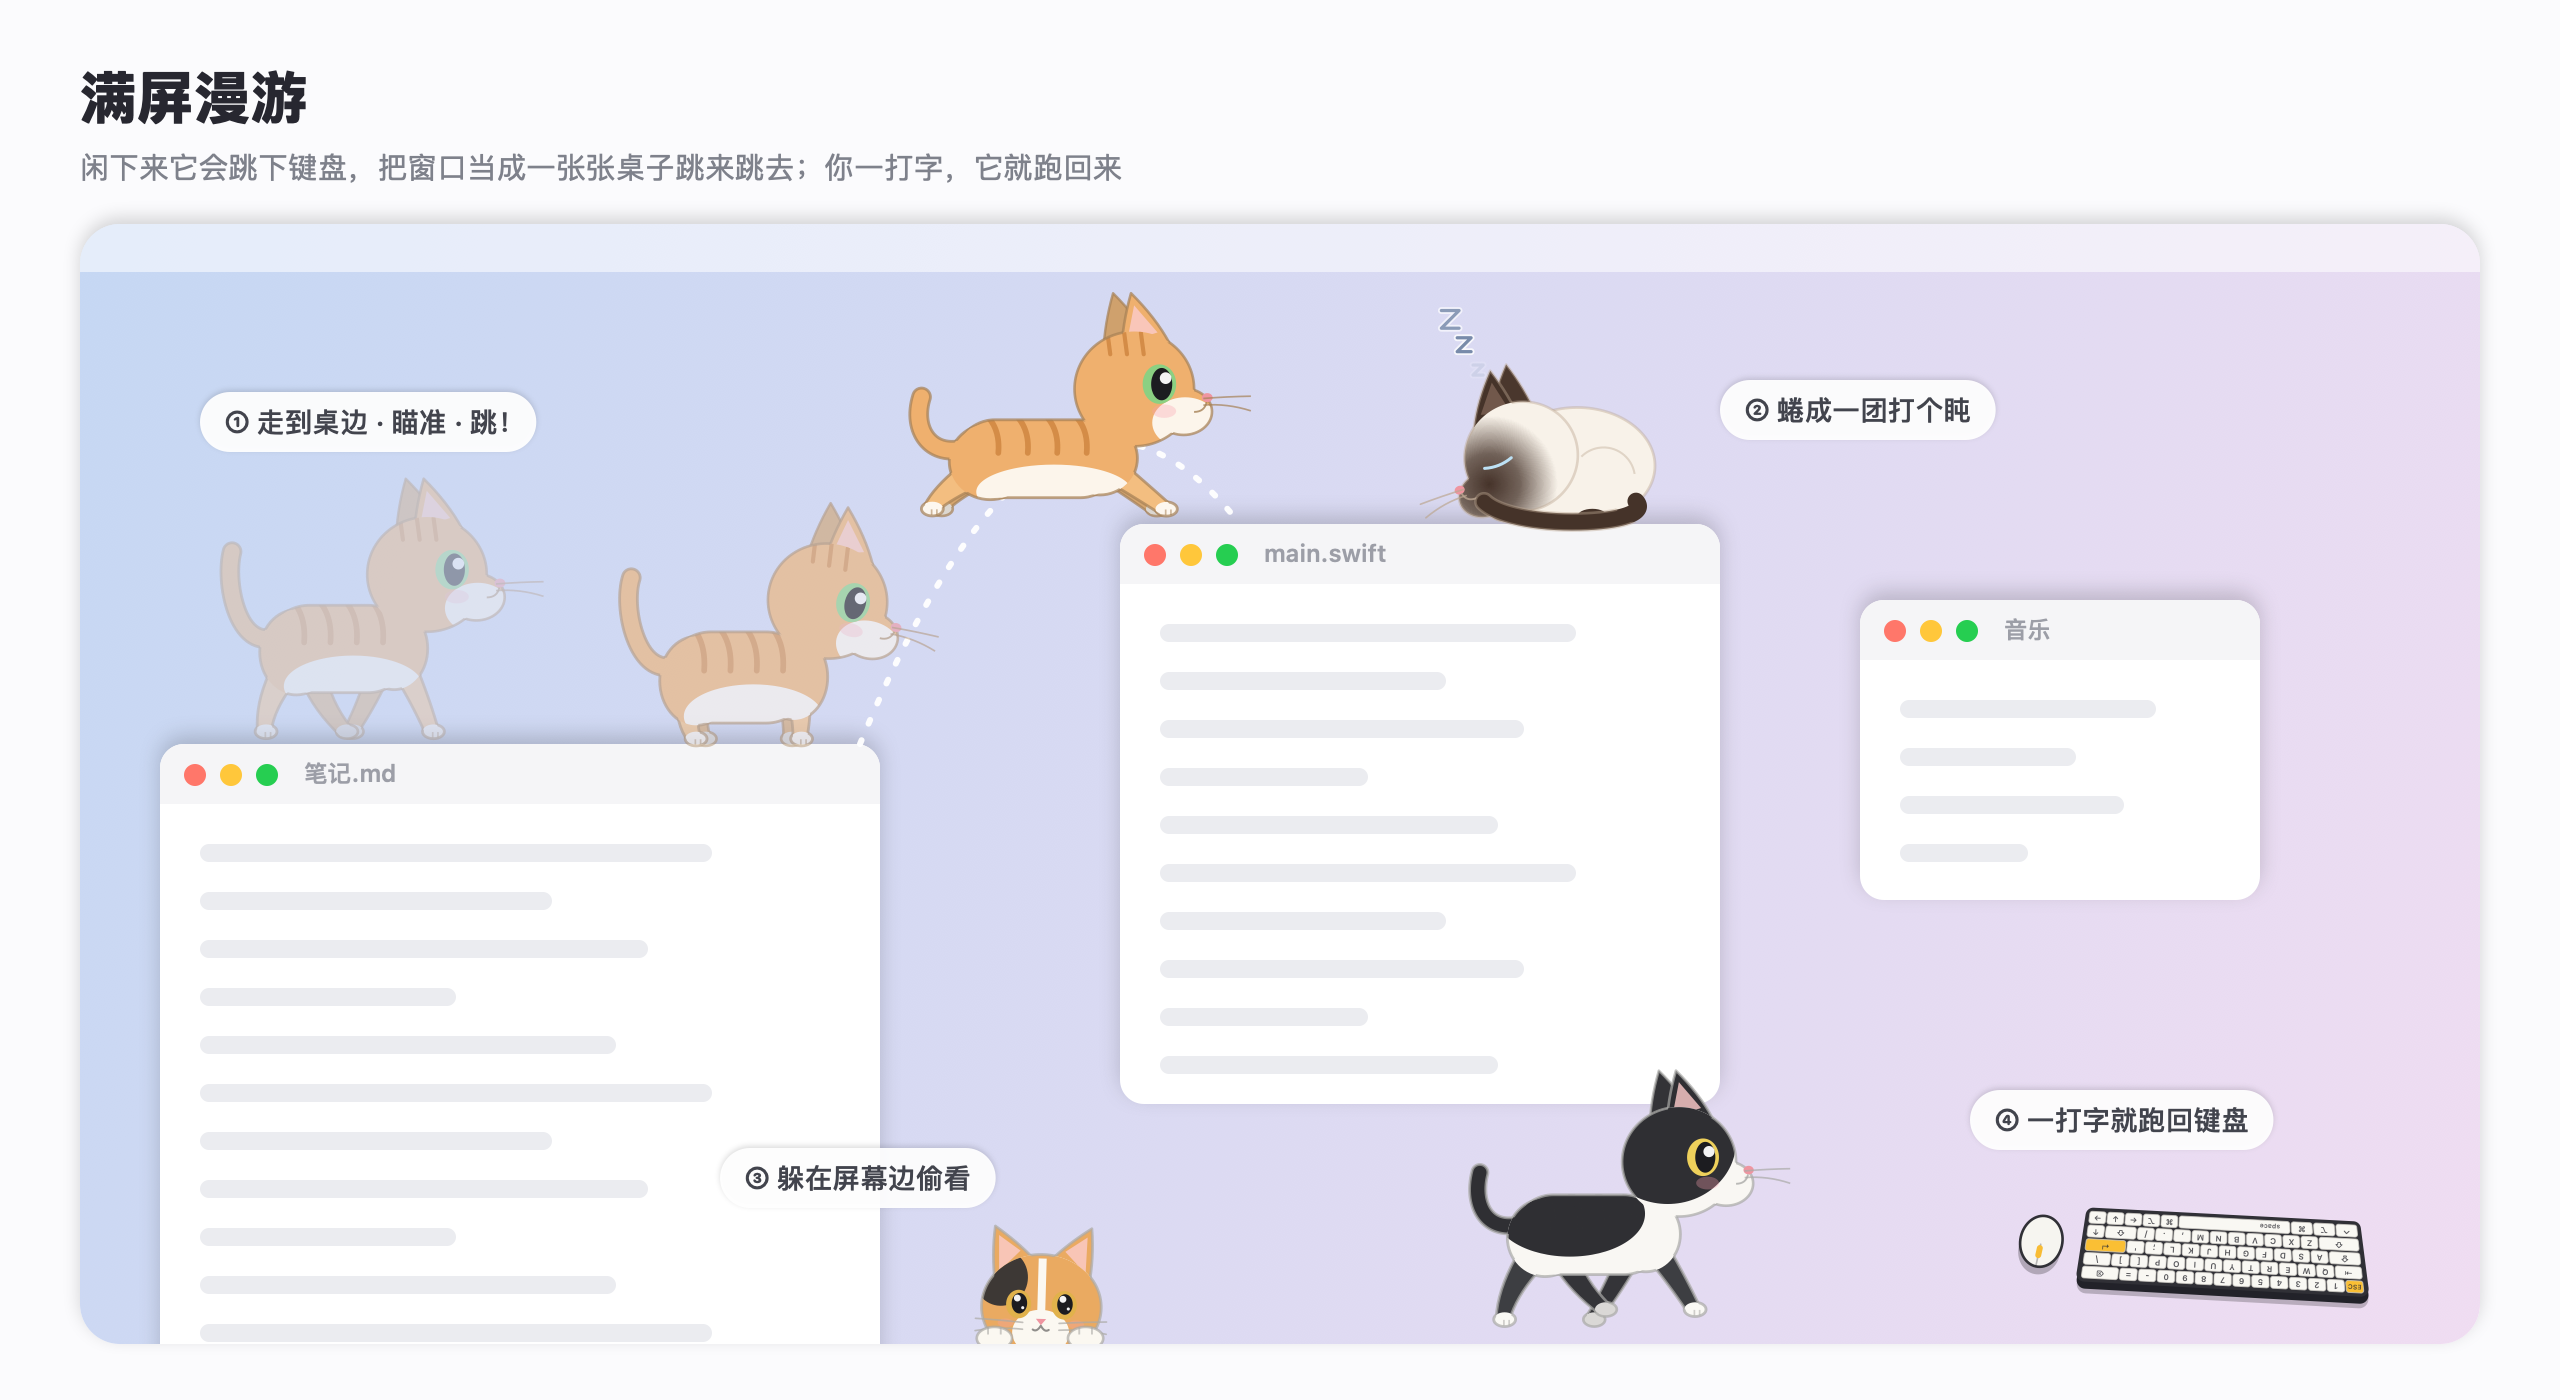 满屏漫游
闲下来它会跳下键盘，把窗口当成一张张桌子跳来跳去；你一打字，它就跑回来
① 走到桌边 · 瞄准 · 跳！
z
z
z
② 蜷成一团打个盹
main.swift
音乐
笔记.md
③ 躲在屏幕边偷看
④ 一打字就跑回键盘